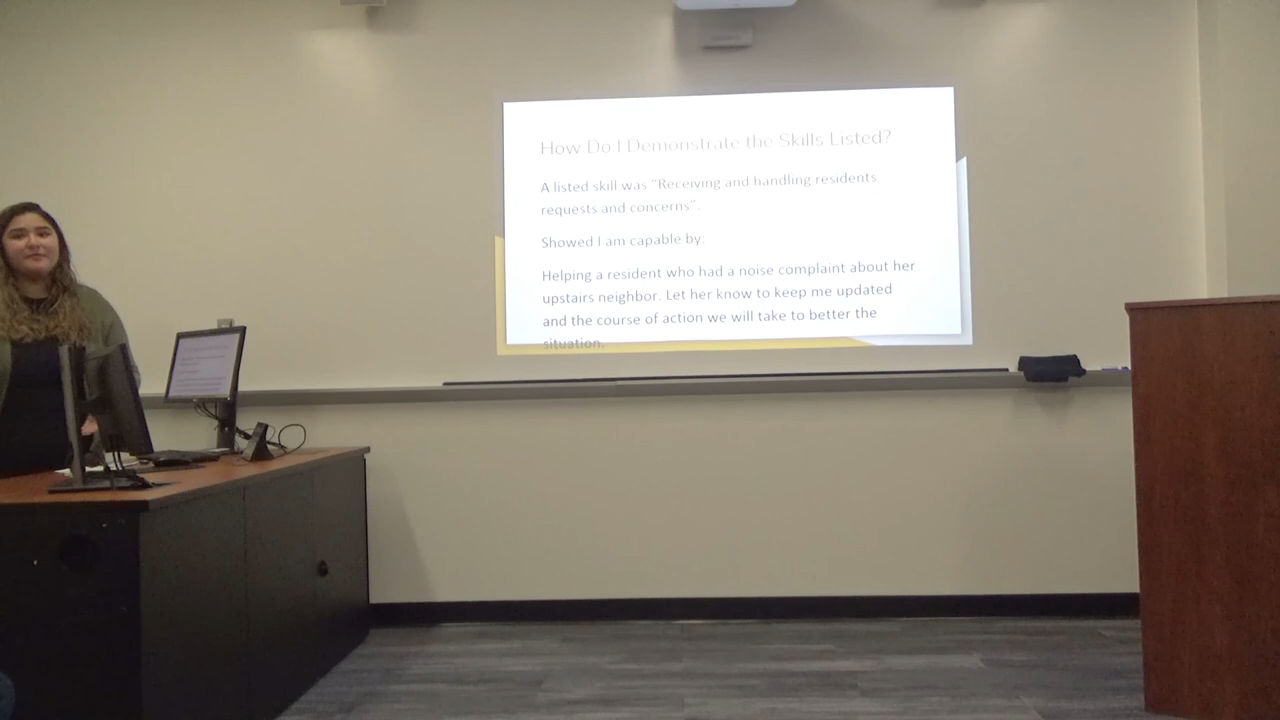 How Do I Demonstrate the Skills Listed?
A listed skill was "Receiving and handling residents
requests and concerns".
Showed I am capable by:
Helping a resident who had a noise complaint about her
upstairs neighbor. Let her know to keep me updated
and the course of action we will take to better the
situation.